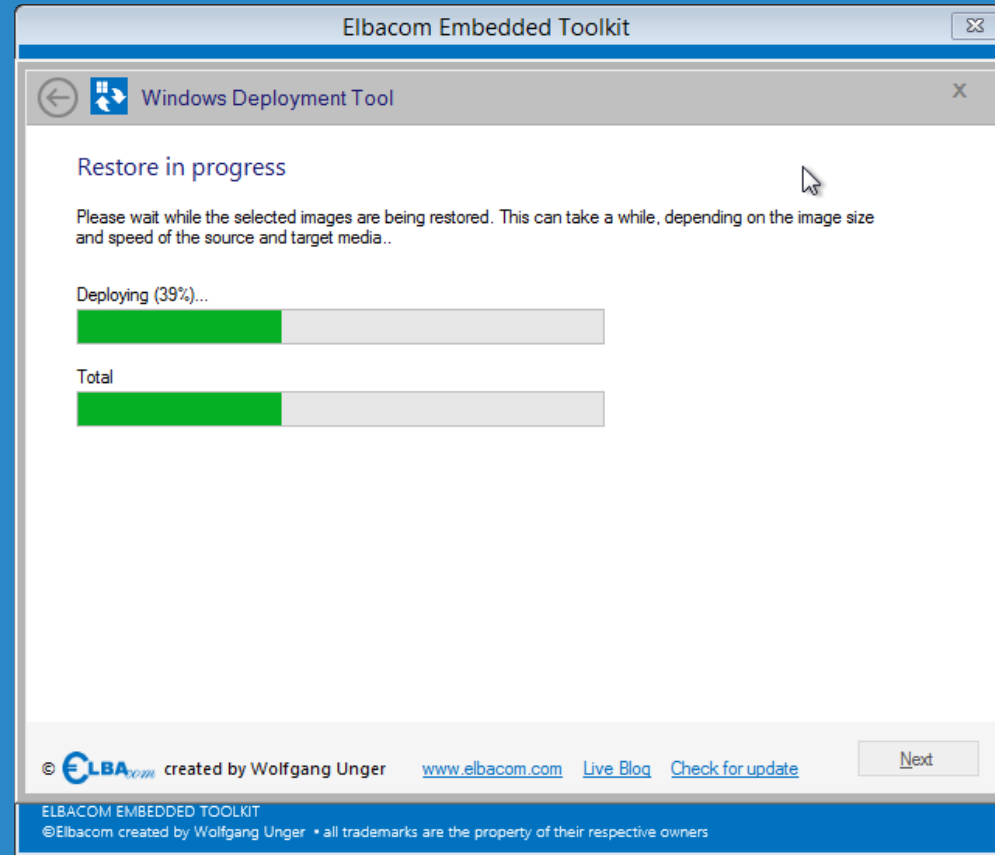 Elbacom Embedded Toolkit
Windows Deployment Tool
X
Restore in progress
Please wait while the selected images are being restored. This can take a while, depending on the image size
and speed of the source and target media..
Deploying (39%)...
Total
© €LBAcom created by Wolfgang Unger www.elbacom.com Live Blog Check for update Next
ELBACOM EMBEDDED TOOLKIT
©Elbacom created by Wolfgang Unger • all trademarks are the property of their respective owners